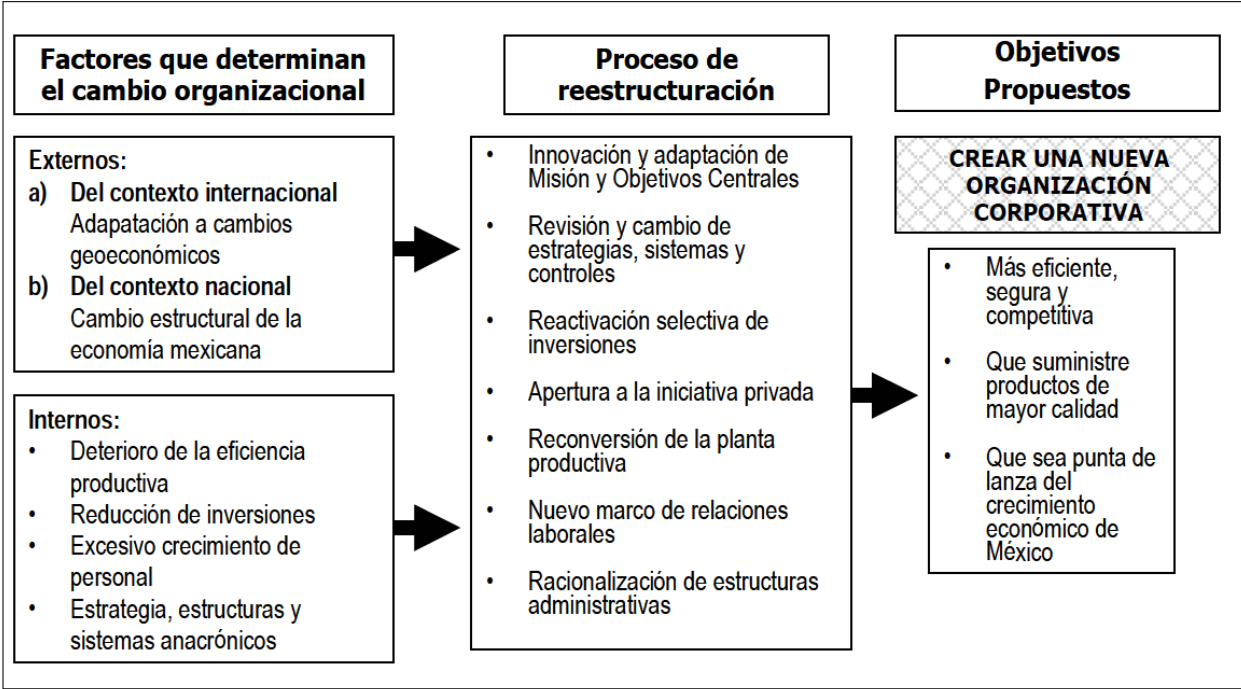 Factores que determinan
el cambio organizacional
Externos:
a) Del contexto internacional
Adapatación a cambios
geoeconómicos
b) Del contexto nacional
Cambio estructural de la
economía mexicana
Internos:
• Deterioro de la eficiencia
productiva
• Reducción de inversiones
• Excesivo crecimiento de
personal
• Estrategia, estructuras y
sistemas anacrónicos
Proceso de
reestructuración
• Innovación y adaptación de
Misión y Objetivos Centrales
• Revisión y cambio de
estrategias, sistemas y
controles
• Reactivación selectiva de
inversiones
• Apertura a la iniciativa privada
• Reconversión de la planta
productiva
• Nuevo marco de relaciones
laborales
• Racionalización de estructuras
administrativas
Objetivos
Propuestos
CREAR UNA NUEVA
ORGANIZACIÓN
CORPORATIVA
• Más eficiente,
segura y
competitiva
• Que suministre
productos de
mayor calidad
• Que sea punta de
lanza del
crecimiento
económico de
México